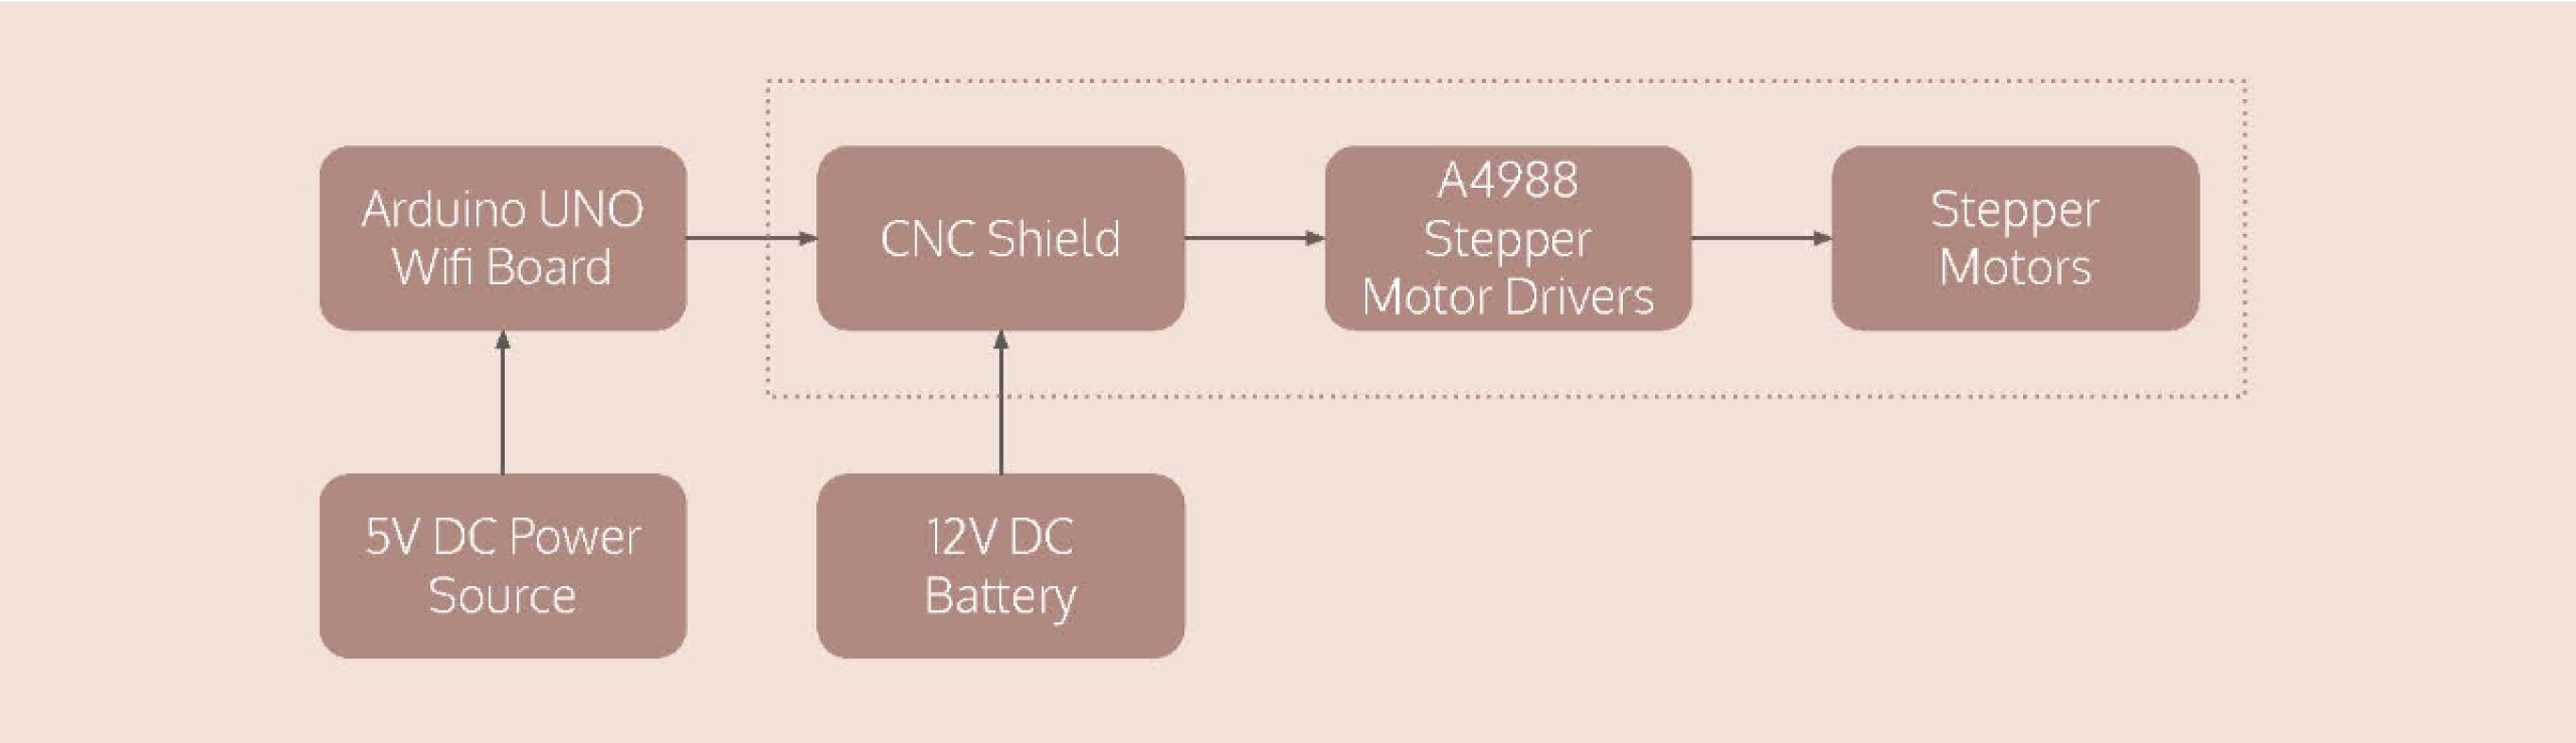 Arduino UNO
Wifi Board
CNC Shield
A4988
Stepper
Motor Drivers
Stepper
Motors
5V DC Power
Source
12V DC
Battery